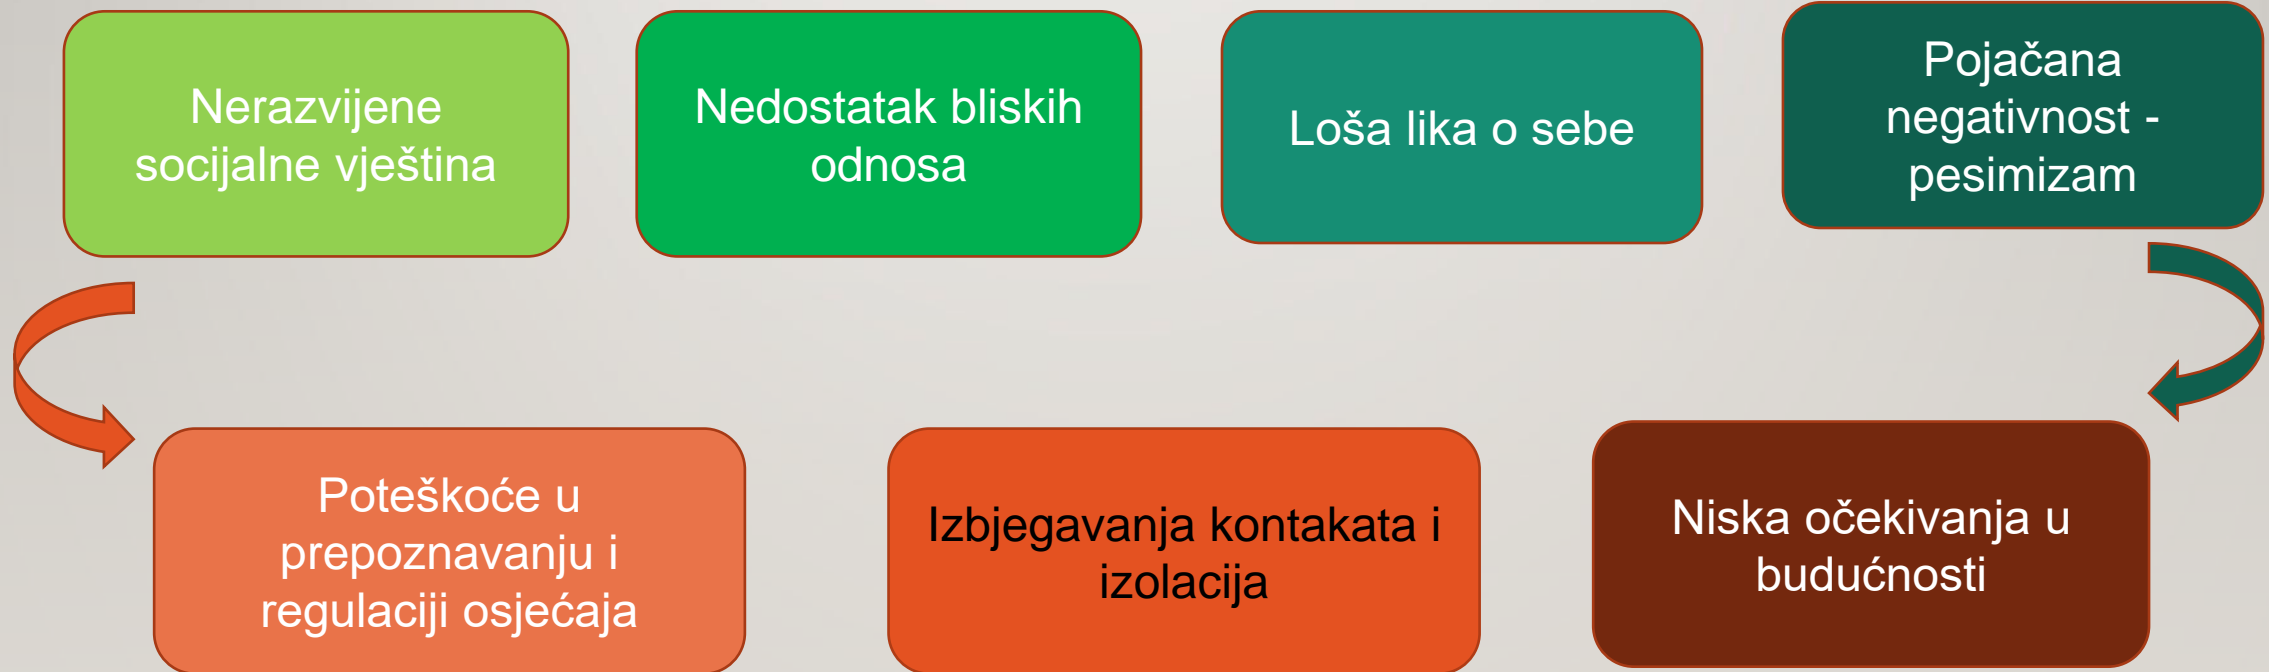 Nerazvijene
socijalne vještina
Nedostatak bliskih
odnosa
Loša lika o sebe
Pojačana
negativnost -
pesimizam
Poteškoće u
prepoznavanju i
regulaciji osjećaja
Izbjegavanja kontakata i
izolacija
Niska očekivanja u
budućnosti